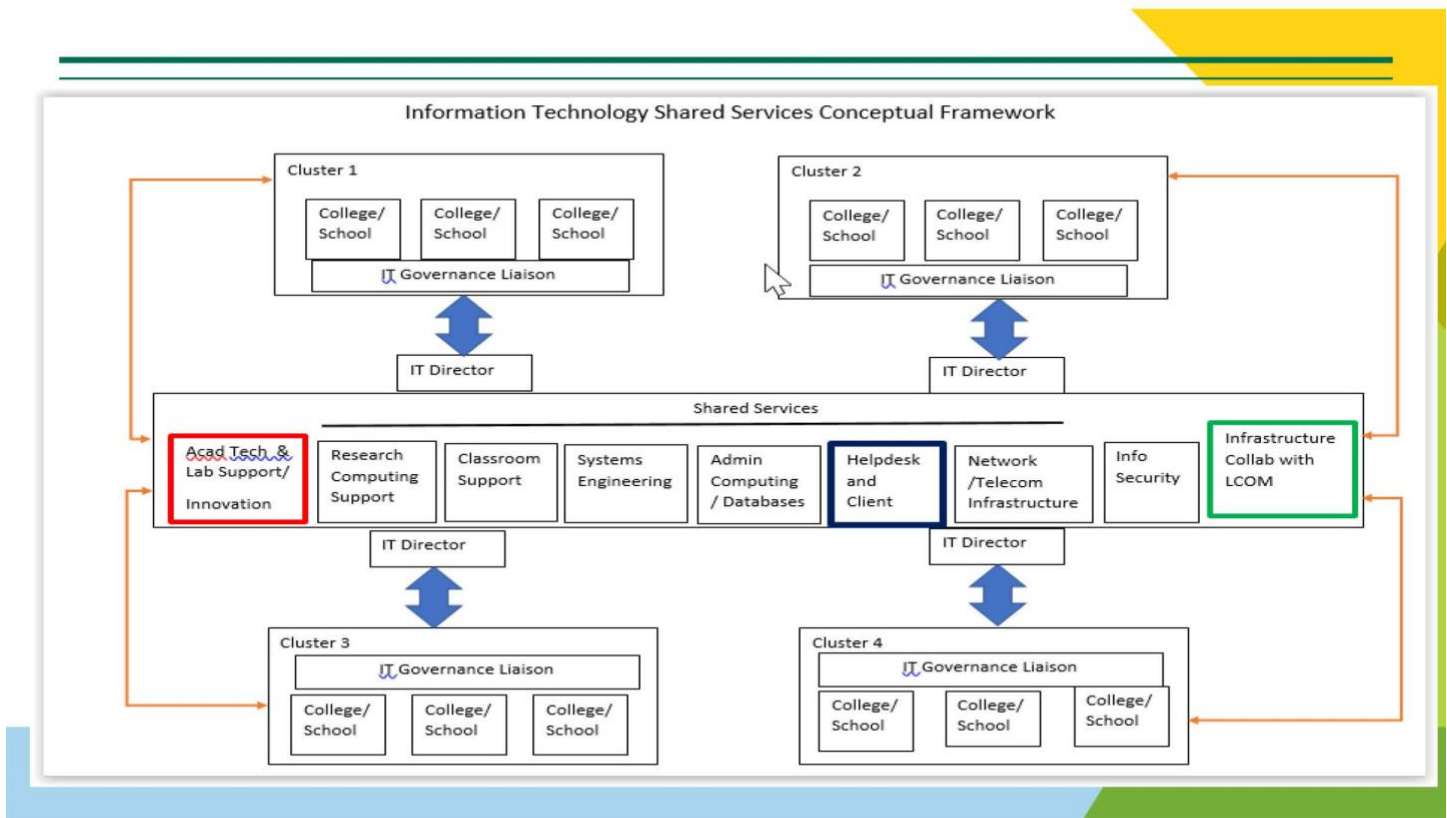 Information Technology Shared Services Conceptual Framework
Cluster 1
College/
School
College/
School
College/
School
IT Governance Liaison
Cluster 2
College/
School
College/
School
College/
School
IT Governance Liaison
IT Director
IT Director
Shared Services
Acad Tech &
Lab Support/
Innovation
Research
Computing
Support
Classroom
Support
Systems
Engineering
Admin
Computing
/ Databases
Helpdesk
and
Client
Network
/Telecom
Infrastructure
Info
Security
Infrastructure
Collab with
LCOM
IT Director
IT Director
Cluster 3
IT Governance Liaison
College/
School
College/
School
College/
School
Cluster 4
IT Governance Liaison
College/
School
College/
School
College/
School